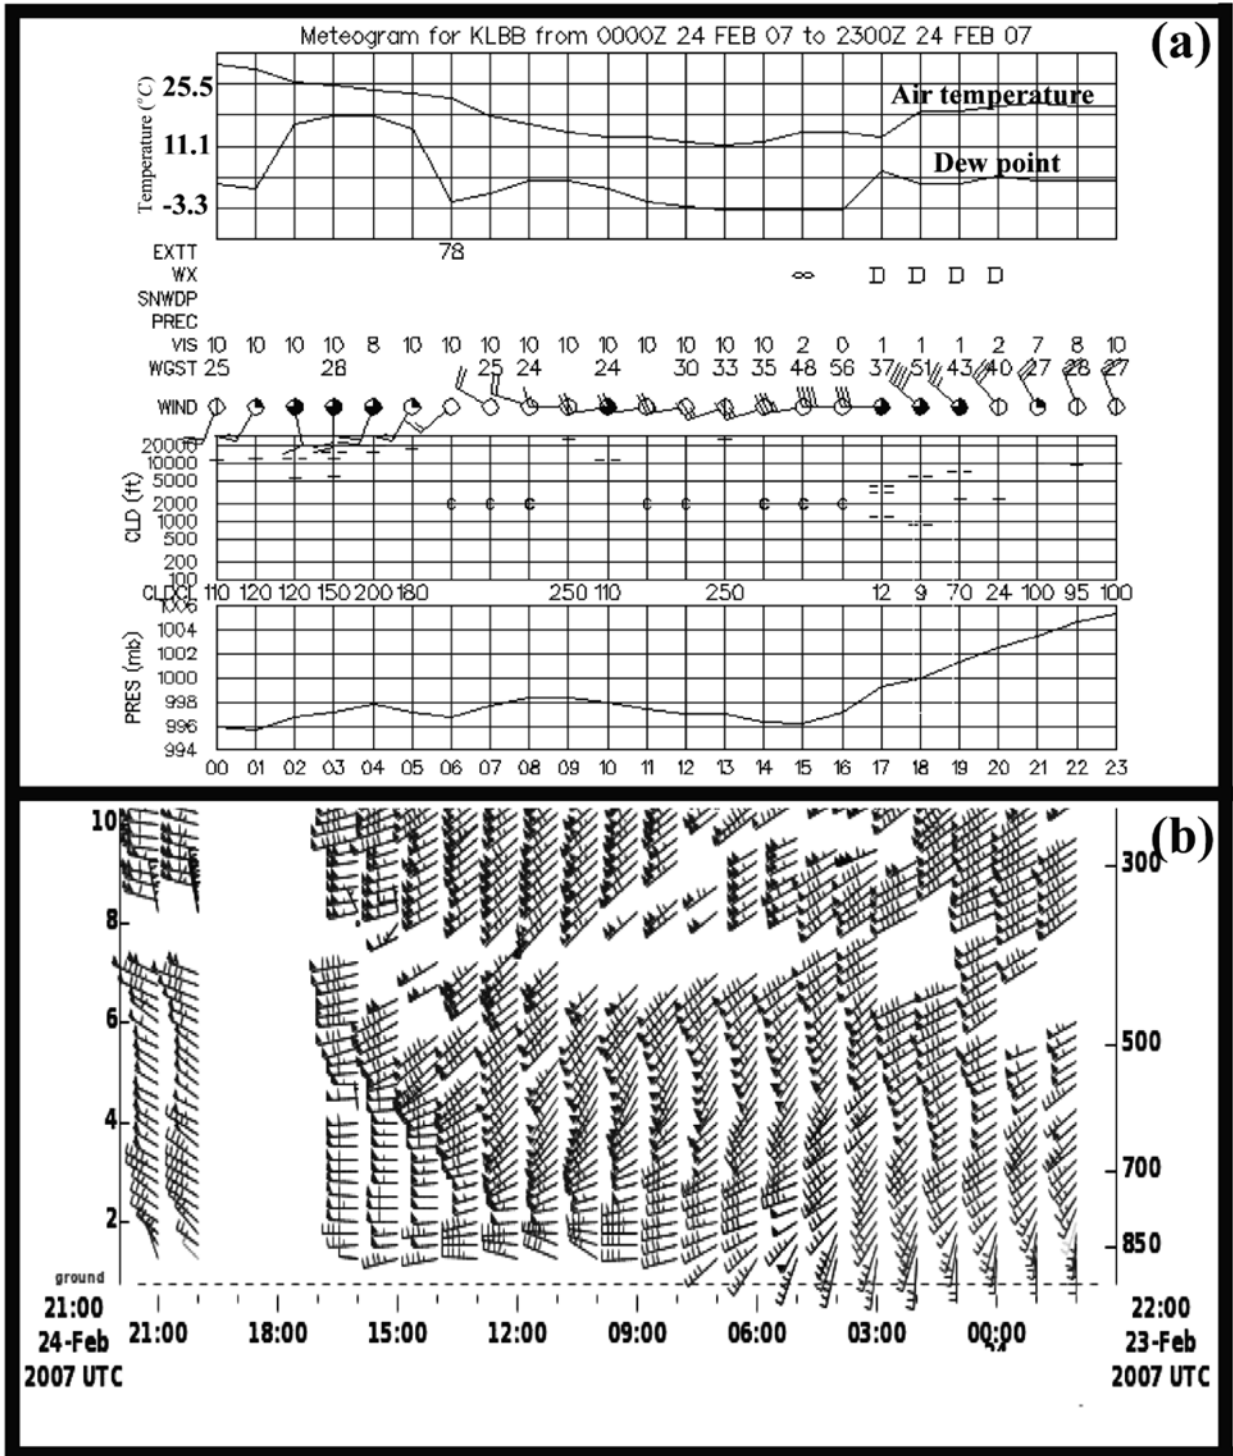 Meteogram for KLBB from 0000Z 24 FEB 07 to 2300Z 24 FEB 07
(a)
Temperature (°C)
25.5
11.1
-3.3
Air temperature
Dew point
EXTT 78
WX ∞ D D D D
SNWDP
PREC
VIS 10 10 10 10 8 10 10 10 10 10 10 10 10 10 10 2 0 1 1 1 2 7 8 10
WGST 25 28 25 24 24 30 33 35 48 56 37 51 43 40 27 28 27
WIND
CLD (ft)
20000
10000
5000
2000
1000
500
200
100
C C C C C C C C
CLDCL 110 120 120 150 200 180 250 110 250 12 9 70 24 100 95 100
PRES (mb)
1006
1004
1002
1000
998
996
994
00 01 02 03 04 05 06 07 08 09 10 11 12 13 14 15 16 17 18 19 20 21 22 23
(b)
10
8
6
4
2
ground
300
500
700
850
21:00
24-Feb
2007 UTC
21:00 18:00 15:00 12:00 09:00 06:00 03:00 00:00
22:00
23-Feb
2007 UTC